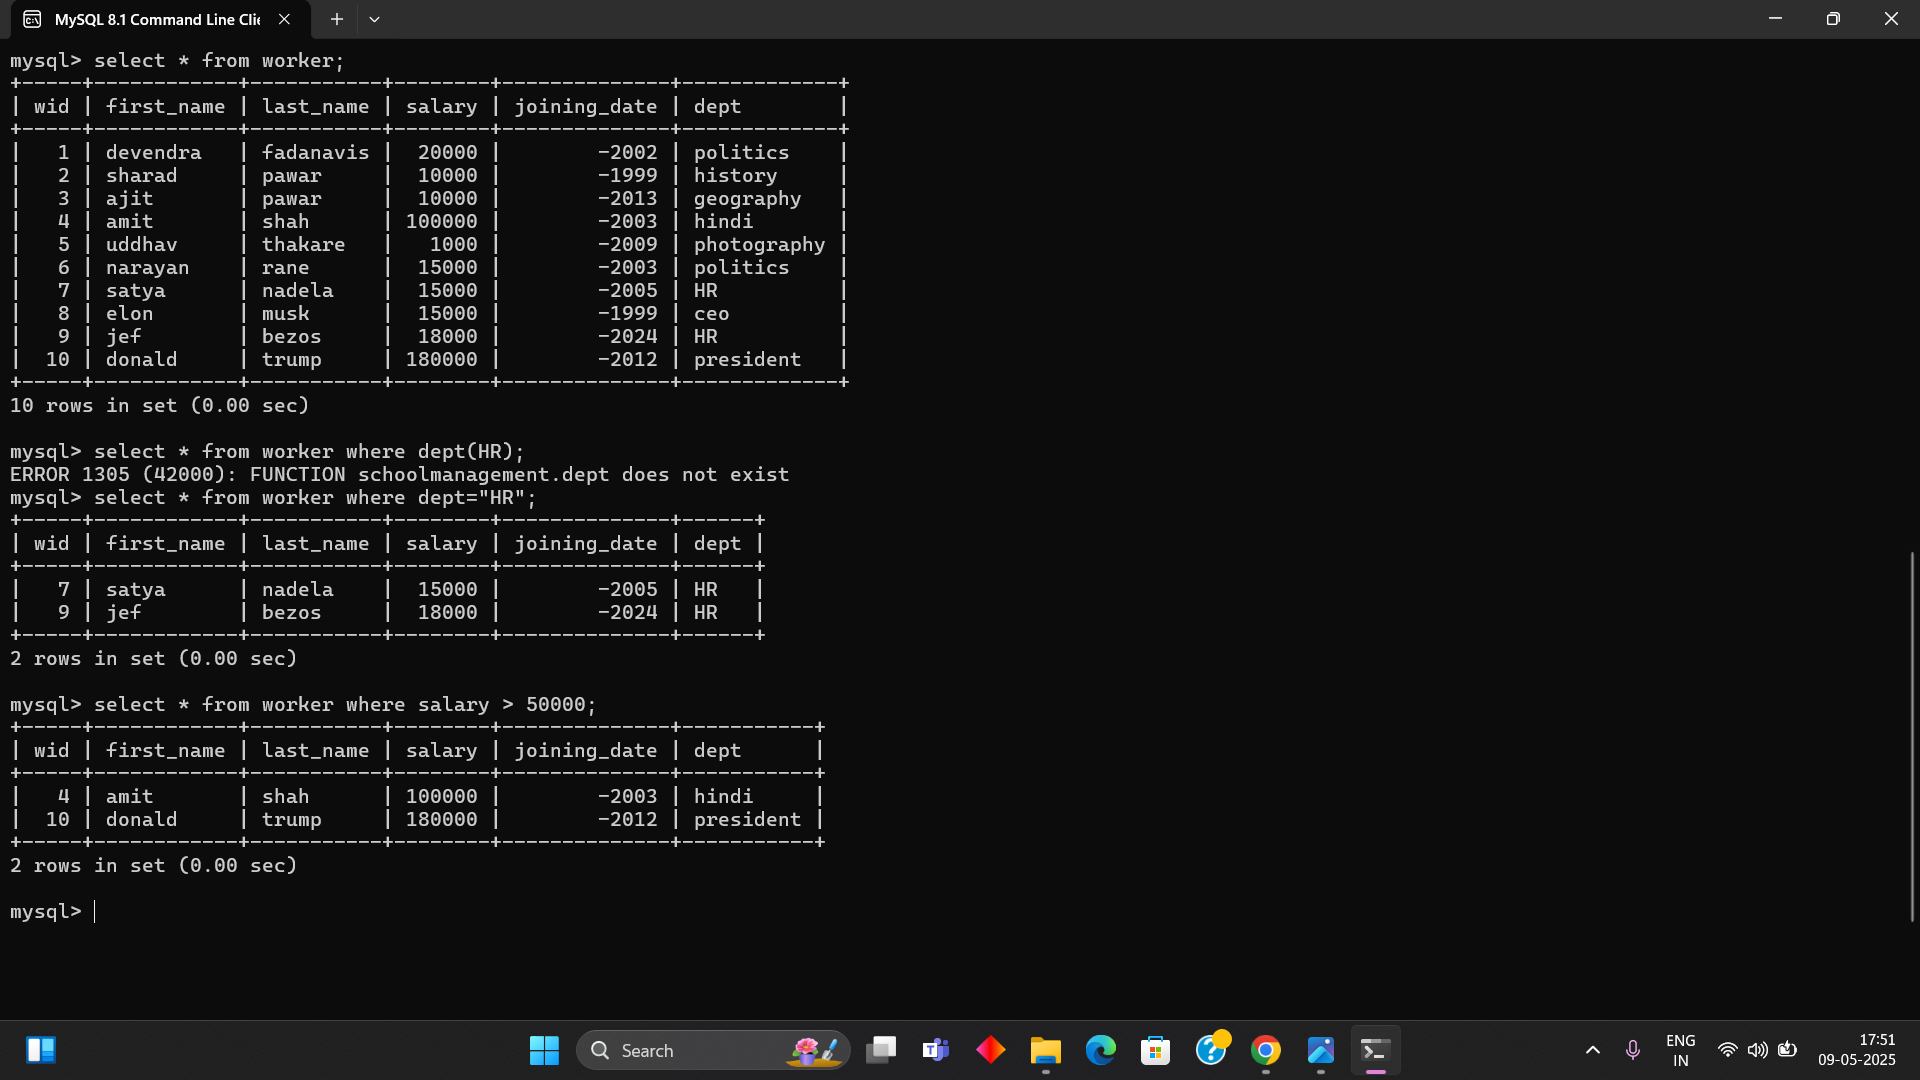 MySQL 8.1 Command Line Clie
mysql> select * from worker;
+-----+------------+-----------+--------+--------------+-------------+
| wid | first_name | last_name | salary | joining_date | dept        |
+-----+------------+-----------+--------+--------------+-------------+
|   1 | devendra   | fadanavis |  20000 |        -2002 | politics    |
|   2 | sharad     | pawar     |  10000 |        -1999 | history     |
|   3 | ajit       | pawar     |  10000 |        -2013 | geography   |
|   4 | amit       | shah      | 100000 |        -2003 | hindi       |
|   5 | uddhav     | thakare   |   1000 |        -2009 | photography |
|   6 | narayan    | rane      |  15000 |        -2003 | politics    |
|   7 | satya      | nadela    |  15000 |        -2005 | HR          |
|   8 | elon       | musk      |  15000 |        -1999 | ceo         |
|   9 | jef        | bezos     |  18000 |        -2024 | HR          |
|  10 | donald     | trump     | 180000 |        -2012 | president   |
+-----+------------+-----------+--------+--------------+-------------+
10 rows in set (0.00 sec)
mysql> select * from worker where dept(HR);
ERROR 1305 (42000): FUNCTION schoolmanagement.dept does not exist
mysql> select * from worker where dept="HR";
+-----+------------+-----------+--------+--------------+------+
| wid | first_name | last_name | salary | joining_date | dept |
+-----+------------+-----------+--------+--------------+------+
|   7 | satya      | nadela    |  15000 |        -2005 | HR   |
|   9 | jef        | bezos     |  18000 |        -2024 | HR   |
+-----+------------+-----------+--------+--------------+------+
2 rows in set (0.00 sec)
mysql> select * from worker where salary > 50000;
+-----+------------+-----------+--------+--------------+-----------+
| wid | first_name | last_name | salary | joining_date | dept      |
+-----+------------+-----------+--------+--------------+-----------+
|   4 | amit       | shah      | 100000 |        -2003 | hindi     |
|  10 | donald     | trump     | 180000 |        -2012 | president |
+-----+------------+-----------+--------+--------------+-----------+
2 rows in set (0.00 sec)
mysql>
Search
ENG
IN
17:51
09-05-2025